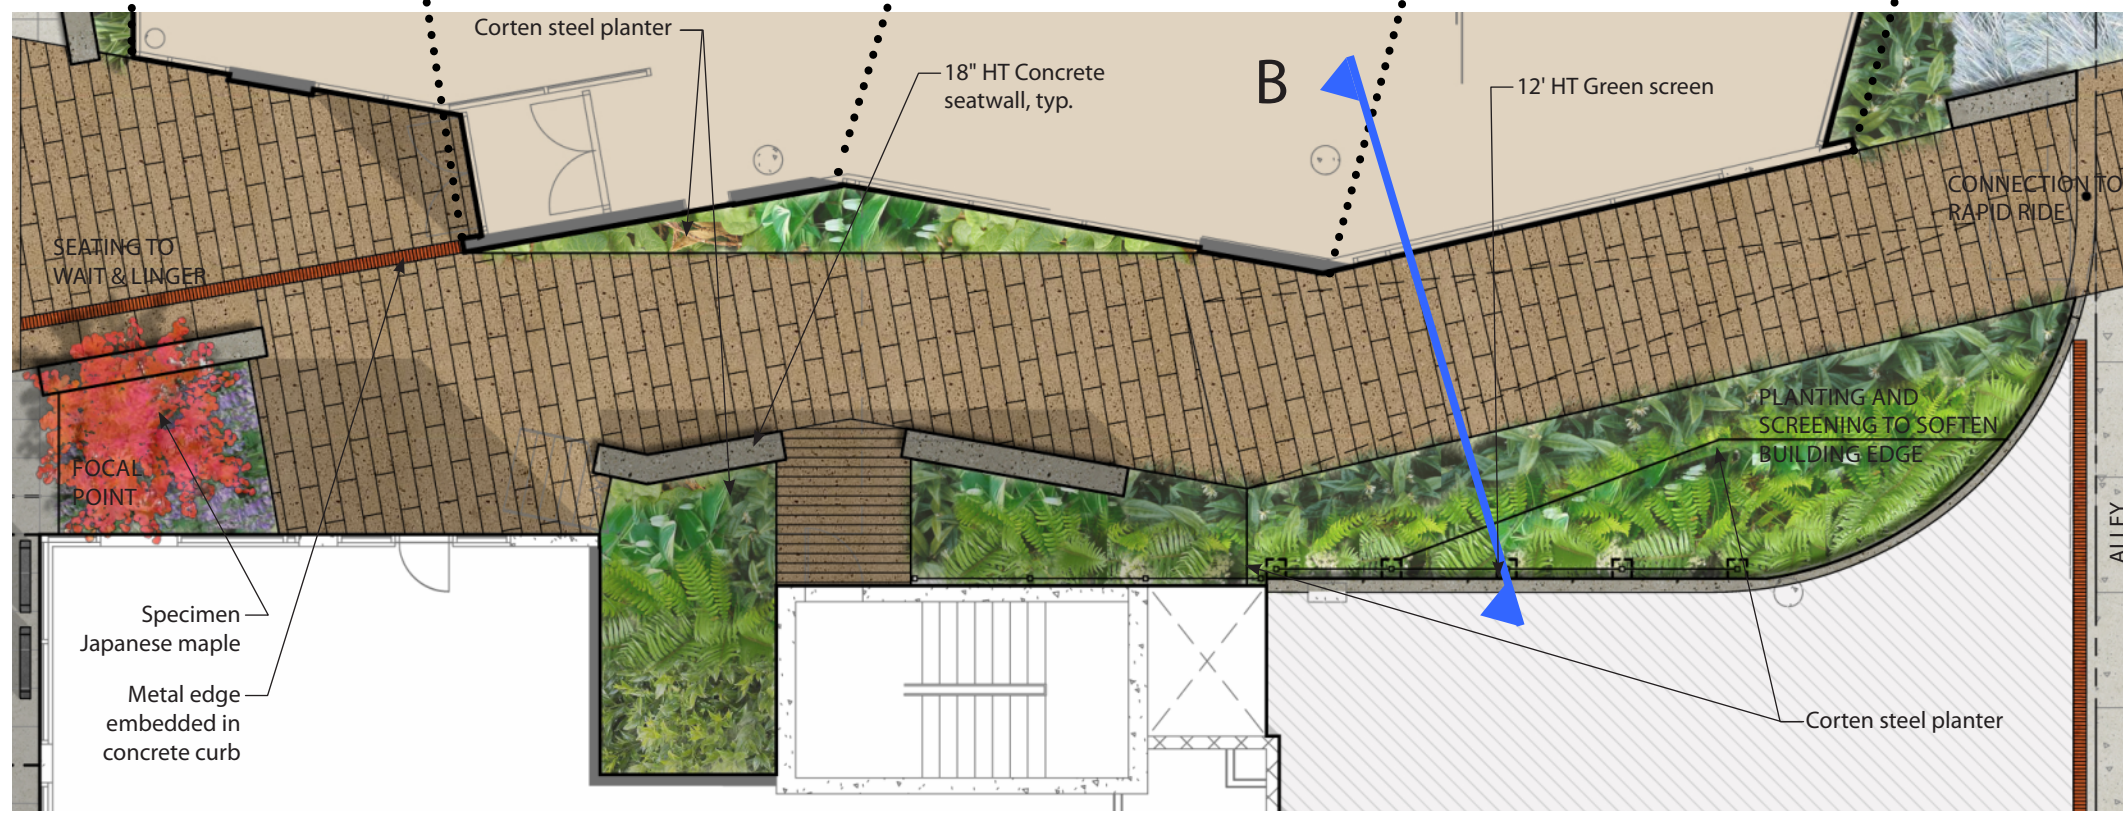 Corten steel planter
18" HT Concrete
seatwall, typ.
B
12' HT Green screen
CONNECTION TO
RAPID RIDE
SEATING TO
WAIT & LINGER
PLANTING AND
SCREENING TO SOFTEN
BUILDING EDGE
FOCAL
POINT
ALLEY
Specimen
Japanese maple
Metal edge
embedded in
concrete curb
Corten steel planter